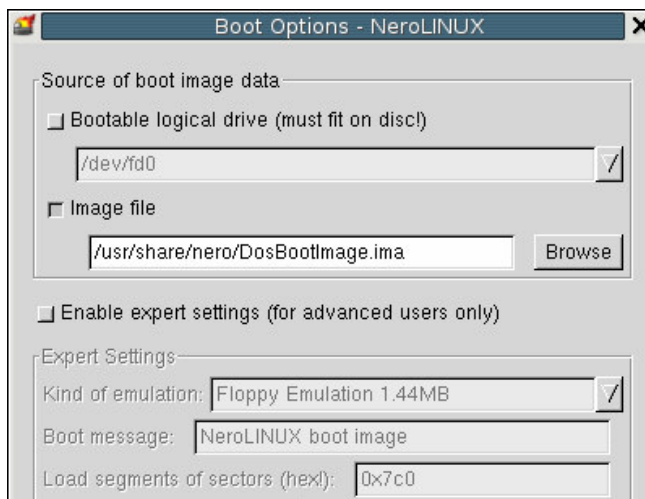 Boot Options - NeroLINUX
Source of boot image data
Bootable logical drive (must fit on disc!)
/dev/fd0
Image file
/usr/share/nero/DosBootImage.ima
Browse
Enable expert settings (for advanced users only)
Expert Settings
Kind of emulation: Floppy Emulation 1.44MB
Boot message: NeroLINUX boot image
Load segments of sectors (hex!): 0x7c0